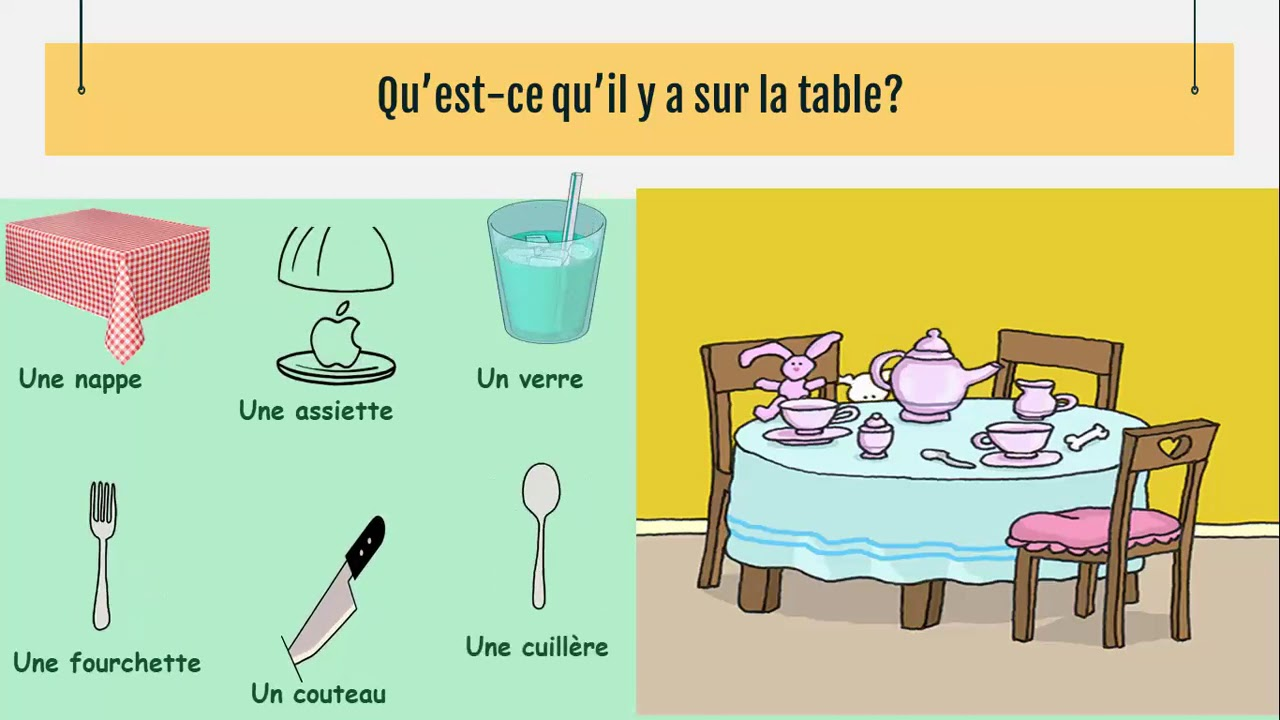 Qu’est-ce qu’il y a sur la table?
Une nappe
Une assiette
Un verre
Une fourchette
Un couteau
Une cuillère